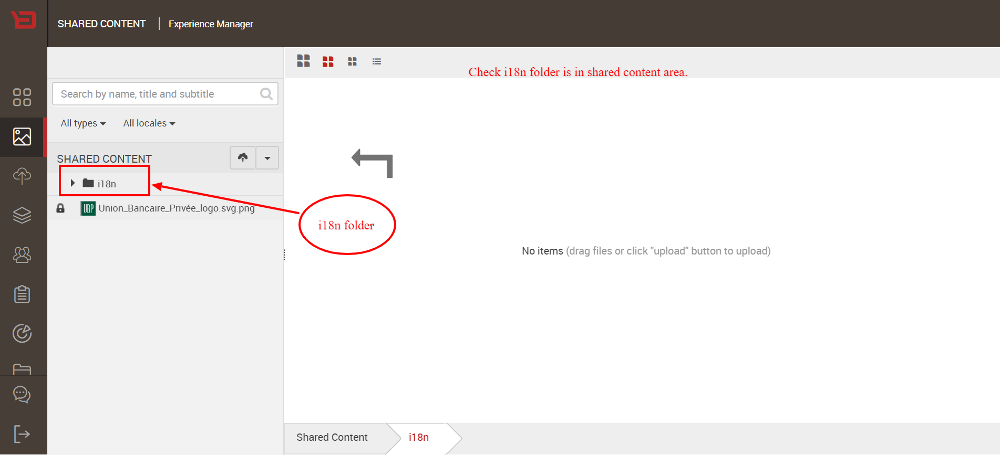 SHARED CONTENT | Experience Manager
Check i18n folder is in shared content area.
Search by name, title and subtitle
All types All locales
SHARED CONTENT
i18n
UBP Union_Bancaire_Privée_logo.svg.png
i18n folder
No items (drag files or click "upload" button to upload)
Shared Content i18n